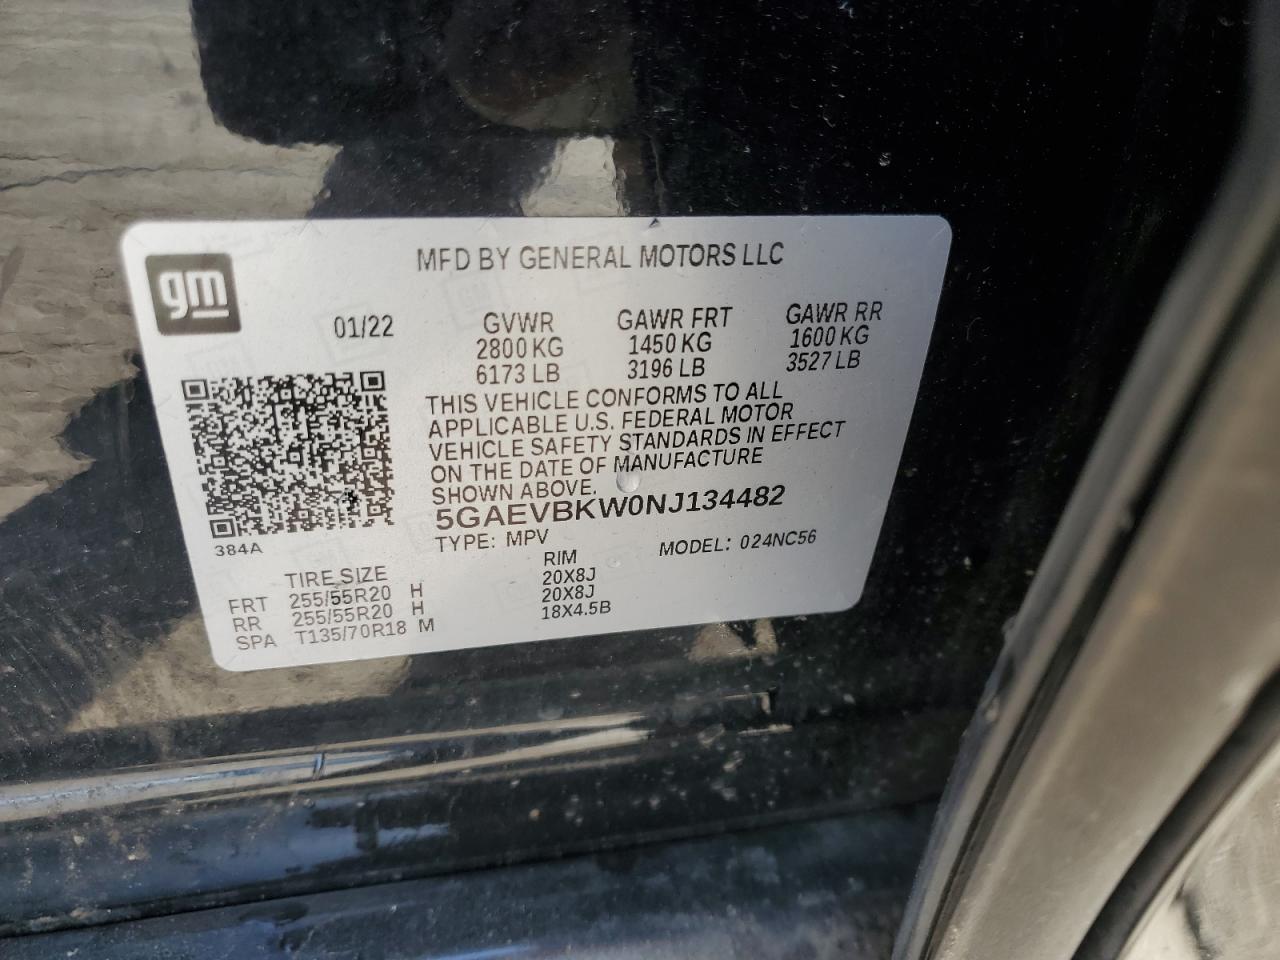 gm
MFD BY GENERAL MOTORS LLC
01/22 GVWR GAWR FRT GAWR RR
2800 KG 1450 KG 1600 KG
6173 LB 3196 LB 3527 LB
THIS VEHICLE CONFORMS TO ALL
APPLICABLE U.S. FEDERAL MOTOR
VEHICLE SAFETY STANDARDS IN EFFECT
ON THE DATE OF MANUFACTURE
SHOWN ABOVE.
5GAEVBKW0NJ134482
384A
TYPE: MPV MODEL: 024NC56
TIRE SIZE RIM
FRT 255/55R20 H 20X8J
RR 255/55R20 H 20X8J
SPA T135/70R18 M 18X4.5B